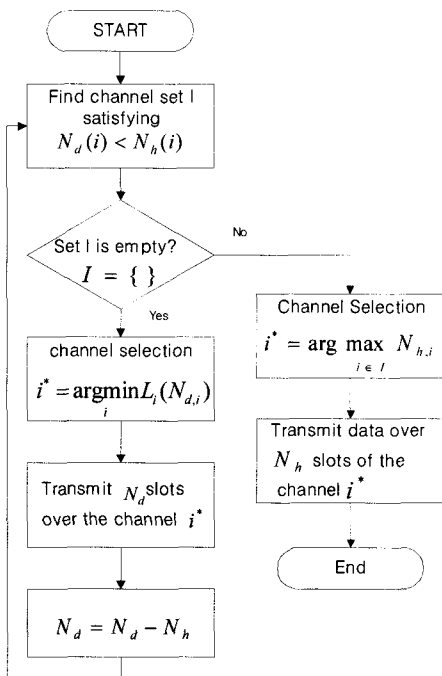 START
Find channel set I
satisfying
N_d(i) < N_h(i)
Set I is empty?
I = { }
No
Yes
channel selection
i* = argmin L_i(N_{d,i})
i
Transmit N_d slots
over the channel i*
N_d = N_d − N_h
Channel Selection
i* = arg max N_{h,i}
i ∈ I
Transmit data over
N_h slots of the
channel i*
End